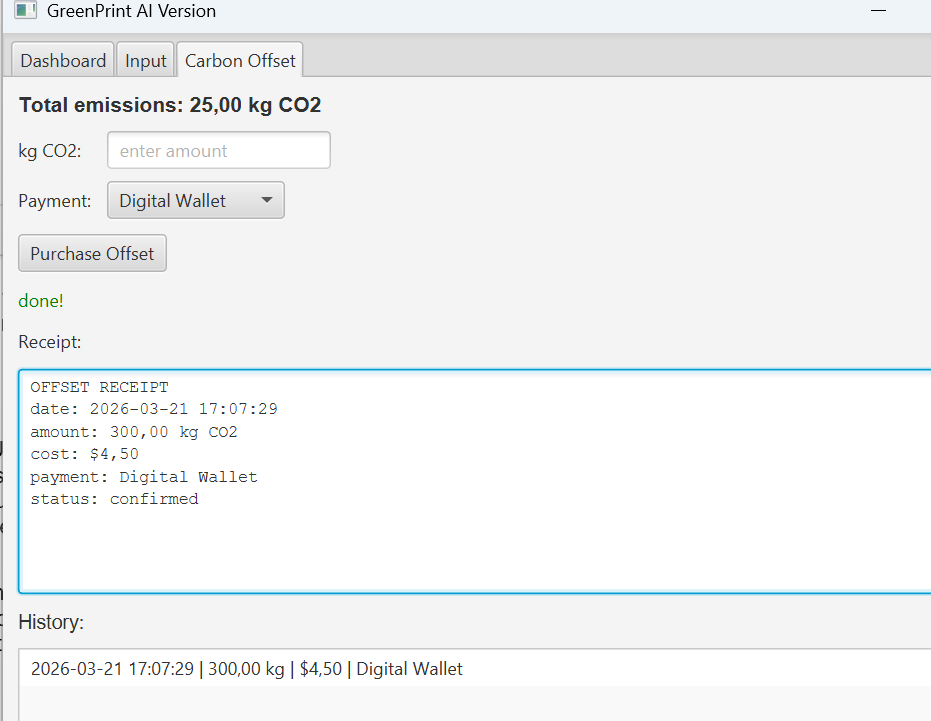 GreenPrint AI Version
Dashboard Input Carbon Offset
Total emissions: 25,00 kg CO2
kg CO2: enter amount
Payment: Digital Wallet
Purchase Offset
done!
Receipt:
OFFSET RECEIPT
date: 2026-03-21 17:07:29
amount: 300,00 kg CO2
cost: $4,50
payment: Digital Wallet
status: confirmed
History:
2026-03-21 17:07:29 | 300,00 kg | $4,50 | Digital Wallet